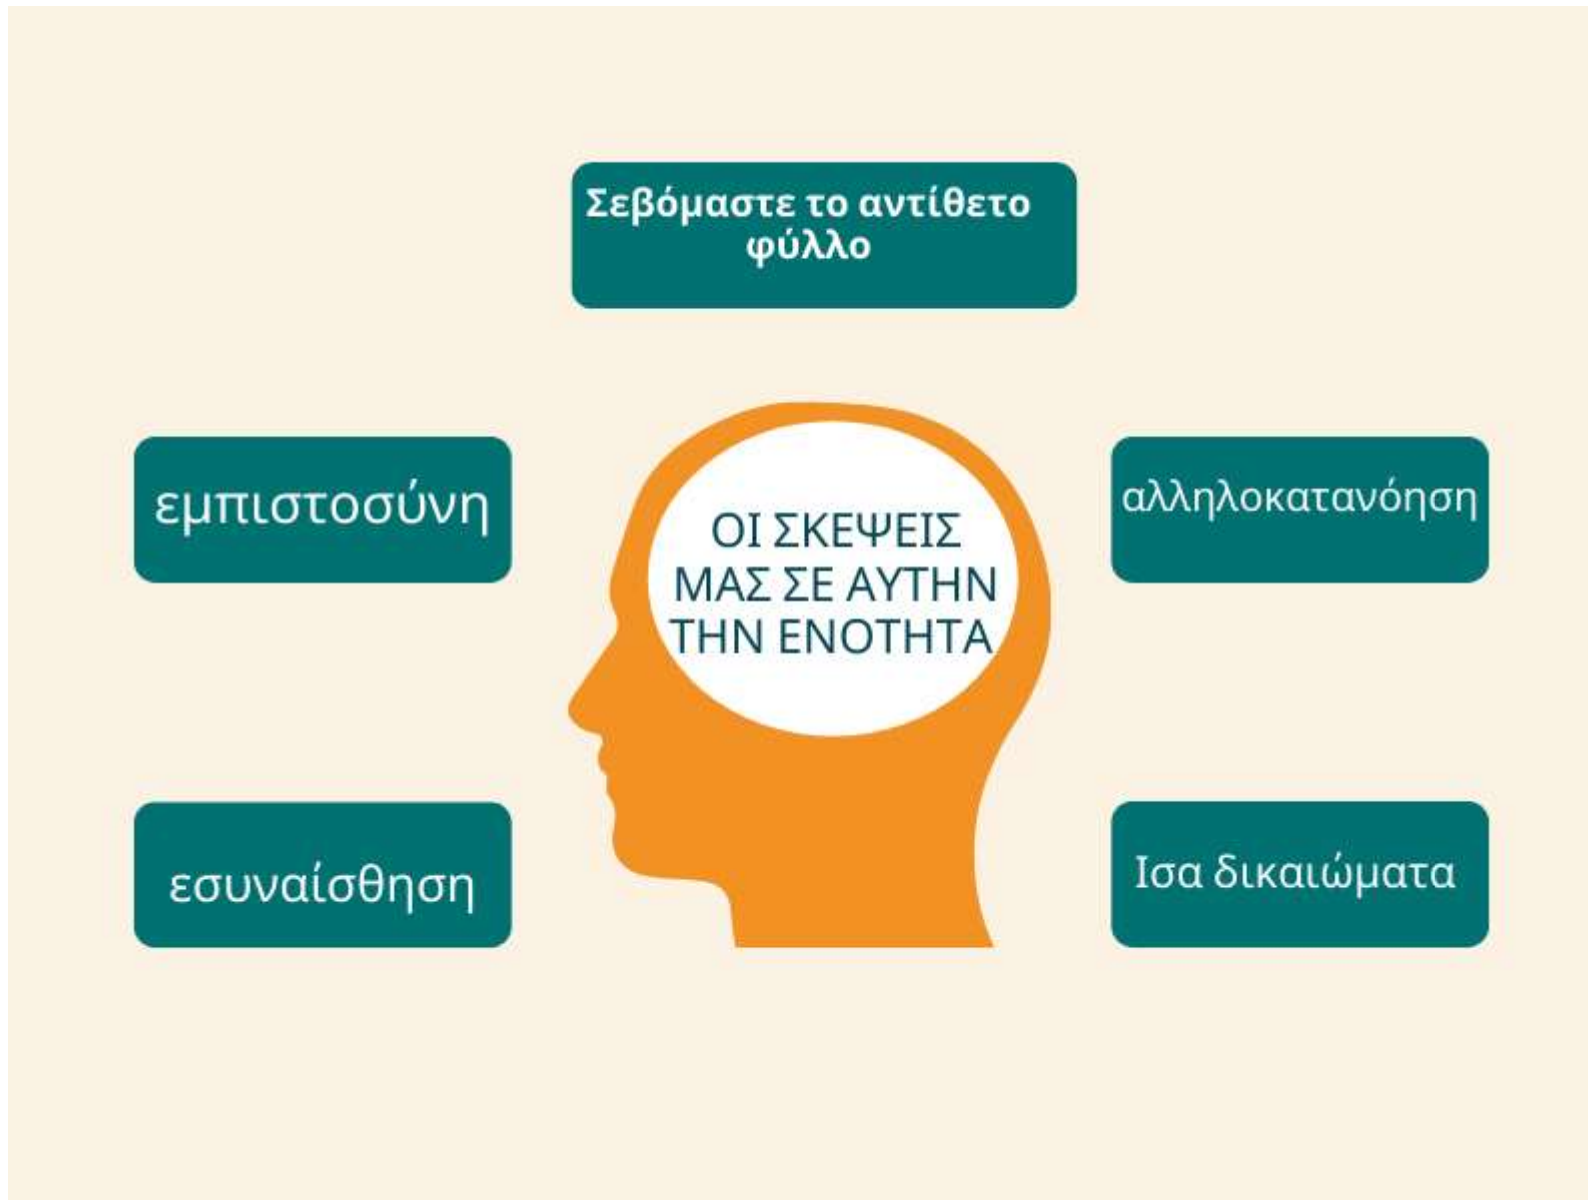 Σεβόμαστε το αντίθετο
φύλλο
εμπιστοσύνη
αλληλοκατανόηση
ΟΙ ΣΚΕΨΕΙΣ
ΜΑΣ ΣΕ ΑΥΤΗΝ
ΤΗΝ ΕΝΟΤΗΤΑ
εσυναίσθηση
Ισα δικαιώματα